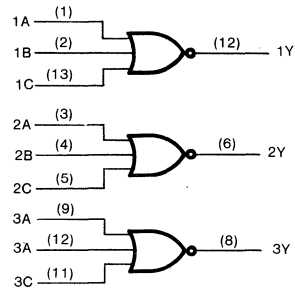 1A (1)
1B (2) (12) 1Y
1C (13)
2A (3)
2B (4) (6) 2Y
2C (5)
3A (9)
3A (12) (8) 3Y
3C (11)